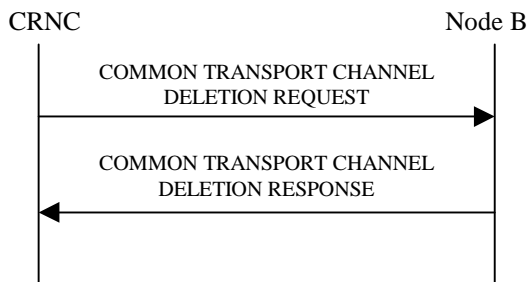 CRNC
Node B
COMMON TRANSPORT CHANNEL
DELETION REQUEST
COMMON TRANSPORT CHANNEL
DELETION RESPONSE